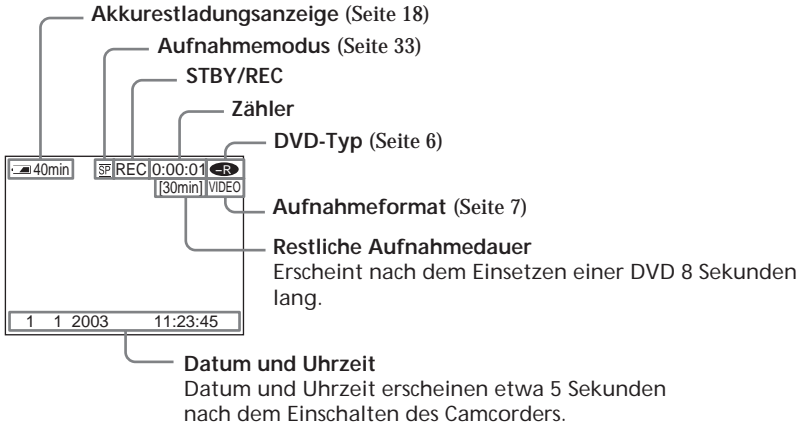 Akkurestladungsanzeige (Seite 18)
Aufnahmemodus (Seite 33)
STBY/REC
Zähler
DVD-Typ (Seite 6)
40min SP REC 0:00:01 -R
[30min] VIDEO
Aufnahmeformat (Seite 7)
Restliche Aufnahmedauer
Erscheint nach dem Einsetzen einer DVD 8 Sekunden
lang.
1 1 2003 11:23:45
Datum und Uhrzeit
Datum und Uhrzeit erscheinen etwa 5 Sekunden
nach dem Einschalten des Camcorders.